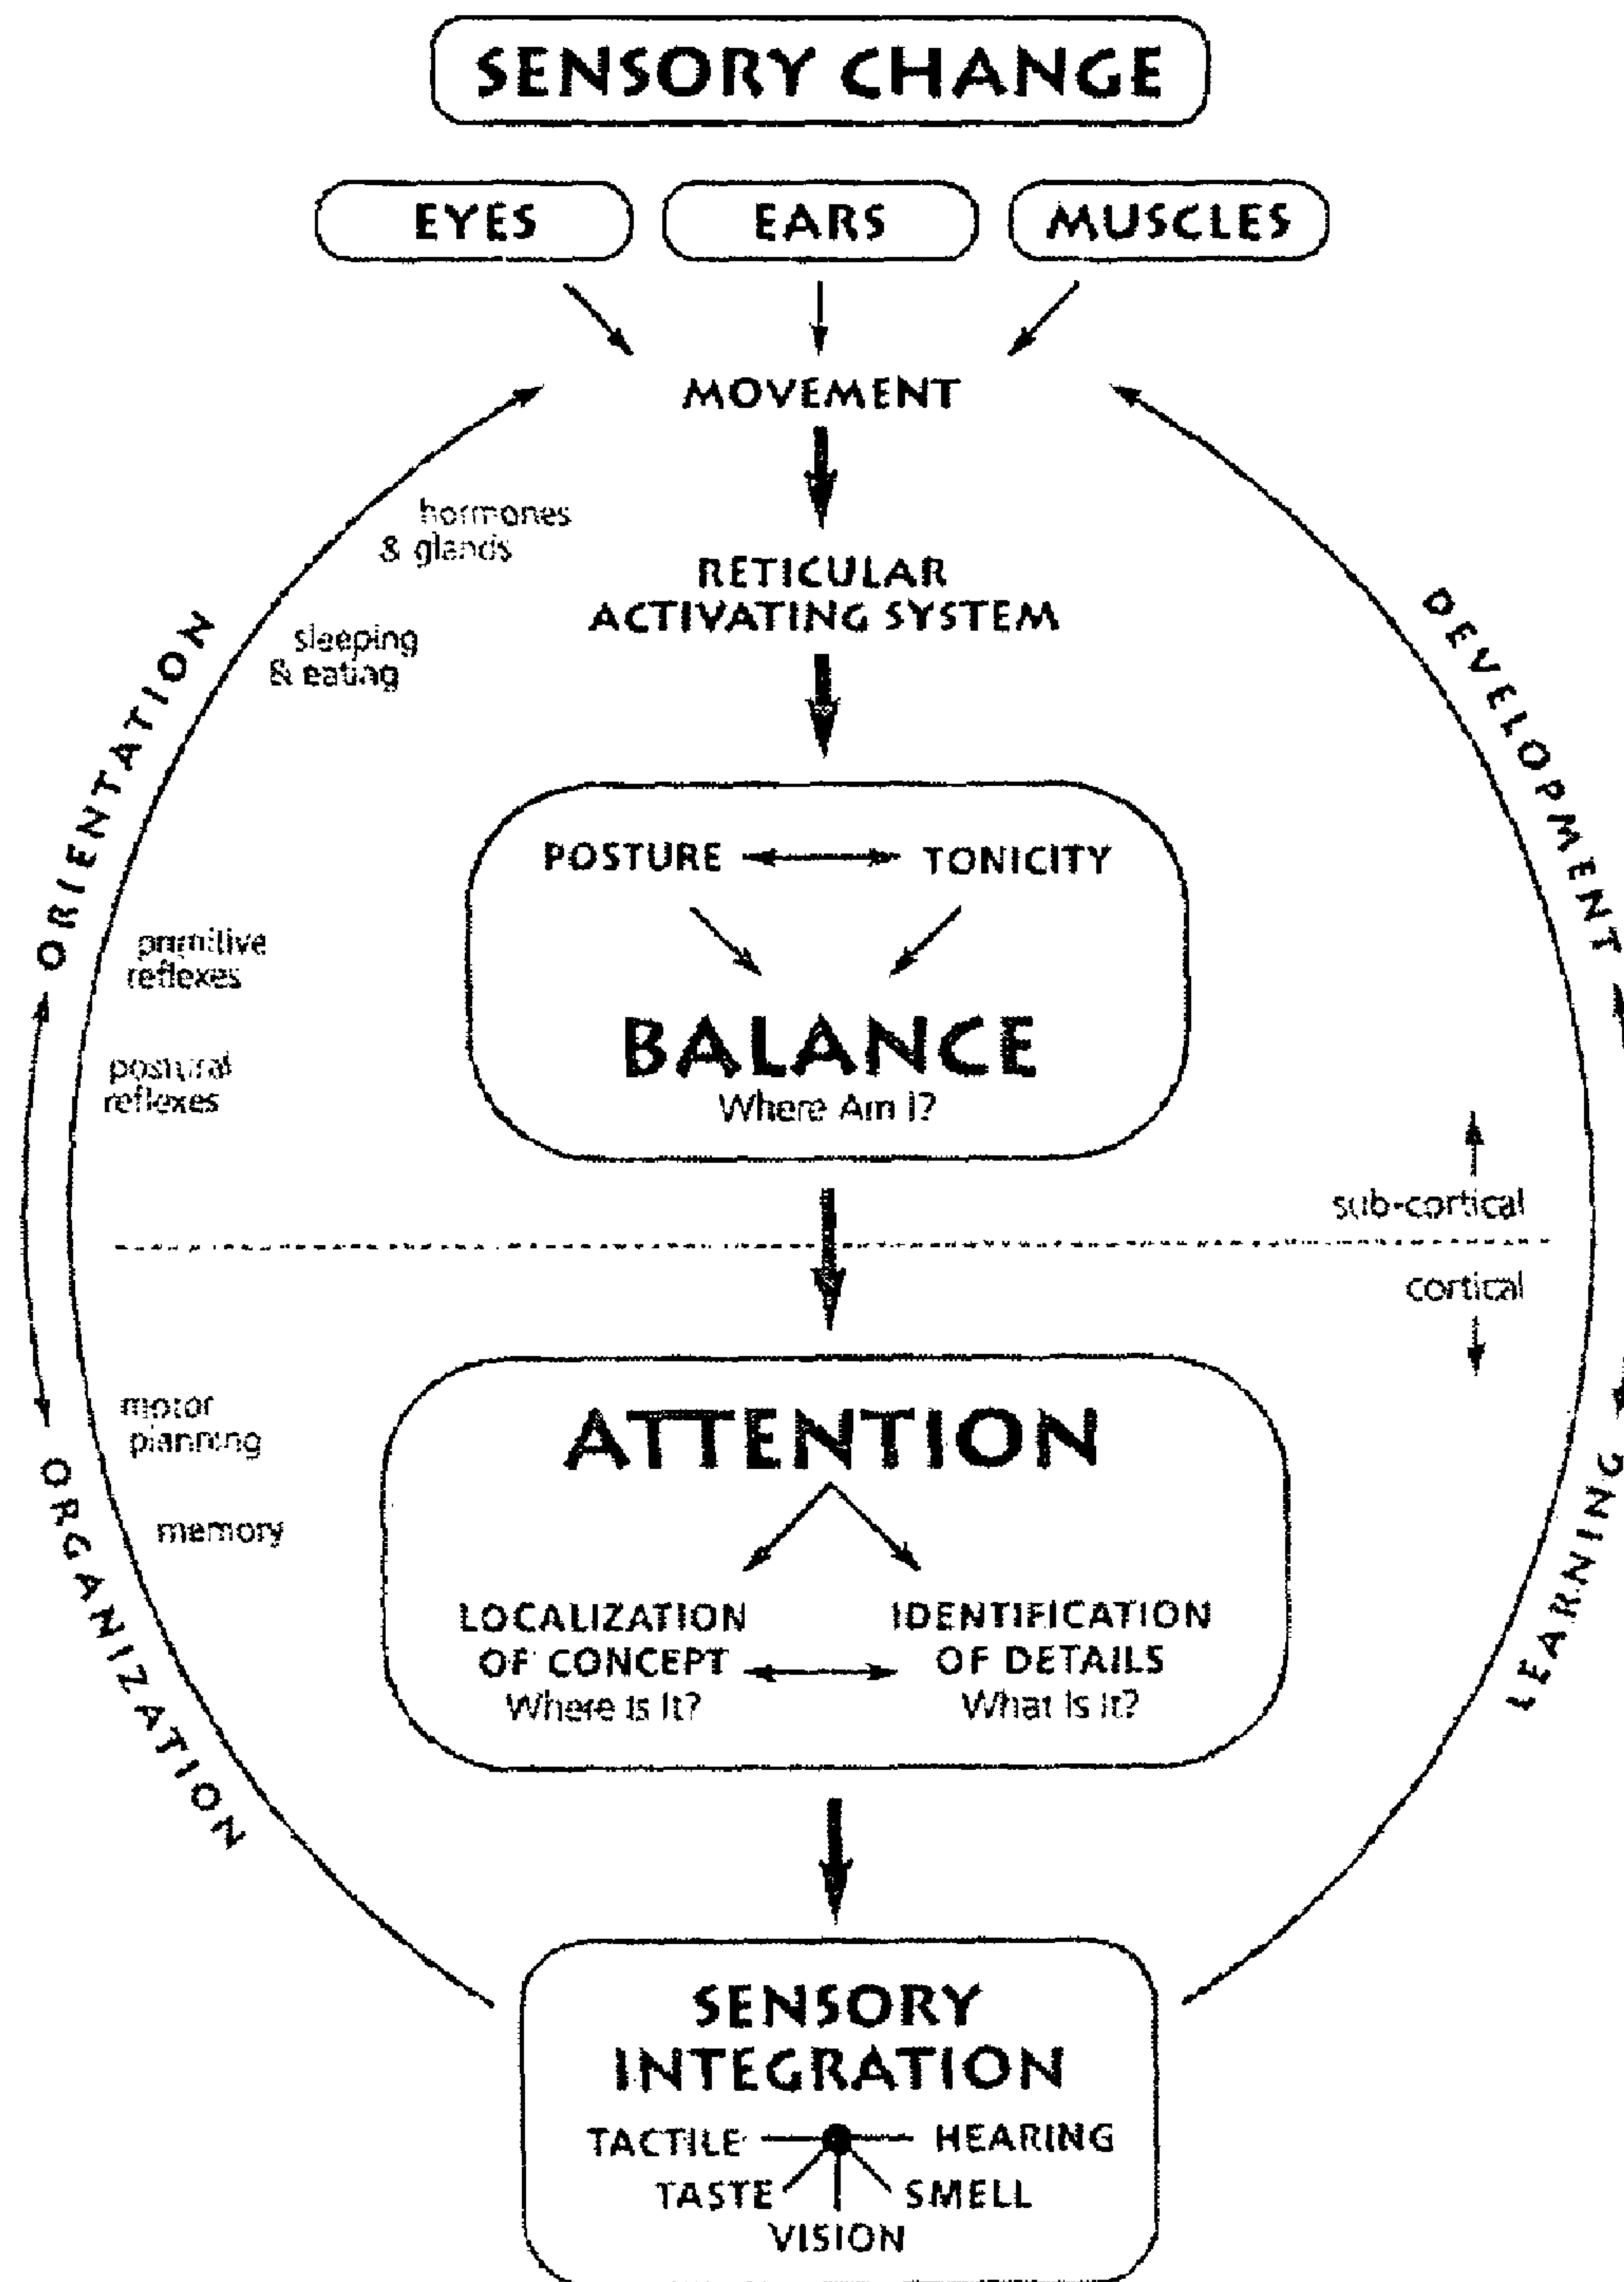 SENSORY CHANGE
EYES
EARS
MUSCLES
MOVEMENT
hormones
& glands
RETICULAR
ACTIVATING SYSTEM
sleeping
& eating
ORIENTATION
DEVELOPMENT
POSTURE
TONICITY
primitive
reflexes
BALANCE
Where Am I?
postural
reflexes
sub-cortical
cortical
motor
planning
ATTENTION
memory
ORGANIZATION
LEARNING
LOCALIZATION
OF CONCEPT
Where Is It?
IDENTIFICATION
OF DETAILS
What Is It?
SENSORY
INTEGRATION
TACTILE
HEARING
TASTE
SMELL
VISION